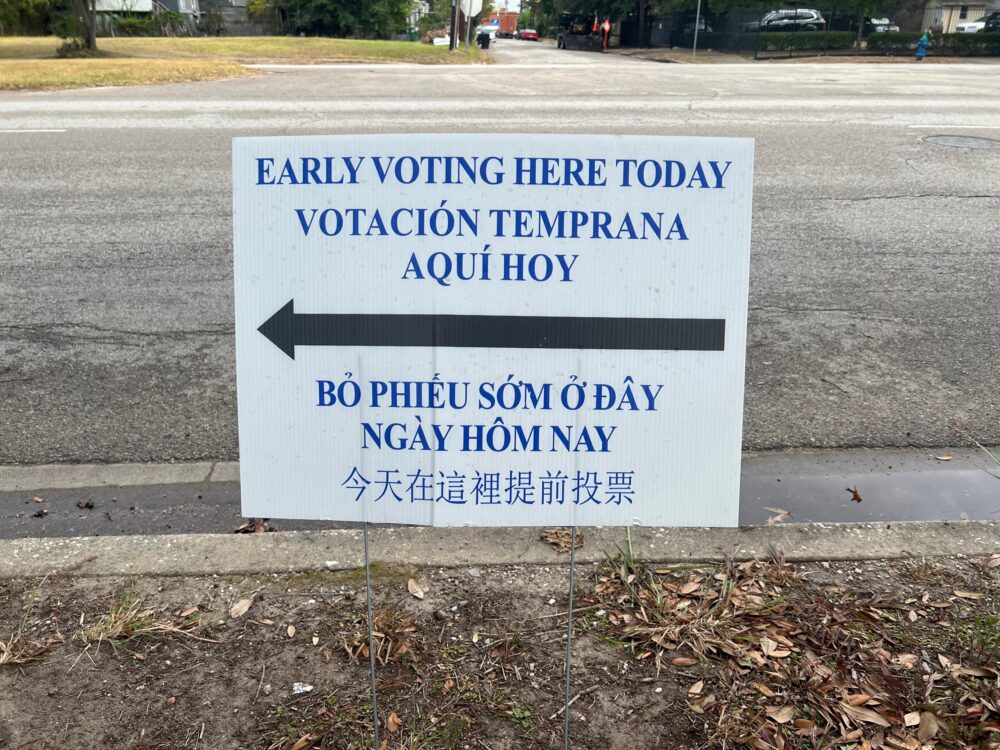 EARLY VOTING HERE TODAY
VOTACIÓN TEMPRANA
AQUÍ HOY
BỎ PHIẾU SỚM Ở ĐÂY
NGÀY HÔM NAY
今天在這裡提前投票